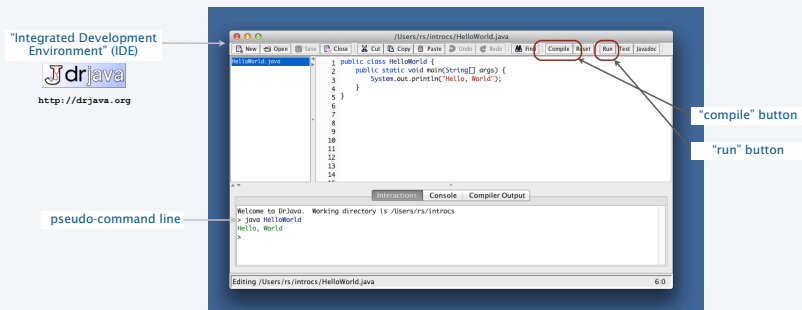 "Integrated Development
Environment" (IDE)
drjava
http://drjava.org
/Users/rs/introcs/HelloWorld.java
New Open Save Close Cut Copy Paste Undo Redo Find Compile Reset Run Test Javadoc
HelloWorld.java
1 public class HelloWorld {
2 public static void main(String[] args) {
3 System.out.println("Hello, World");
4 }
5 }
6
7
8
9
10
11
12
13
14
"compile" button
"run" button
Interactions Console Compiler Output
pseudo-command line
Welcome to DrJava. Working directory is /Users/rs/introcs
> java HelloWorld
Hello, World
>
Editing /Users/rs/introcs/HelloWorld.java 6:0